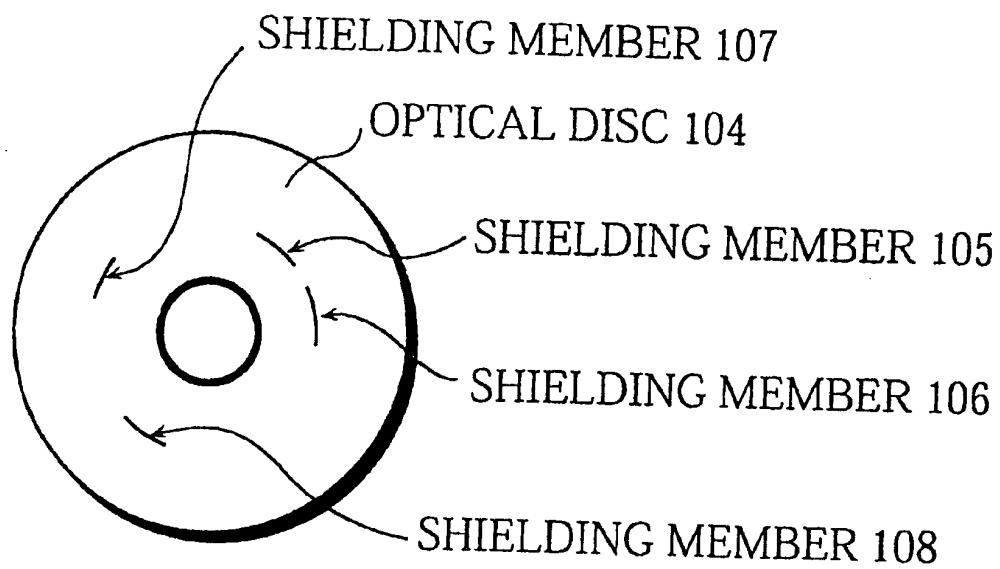 SHIELDING MEMBER 107
OPTICAL DISC 104
SHIELDING MEMBER 105
SHIELDING MEMBER 106
SHIELDING MEMBER 108